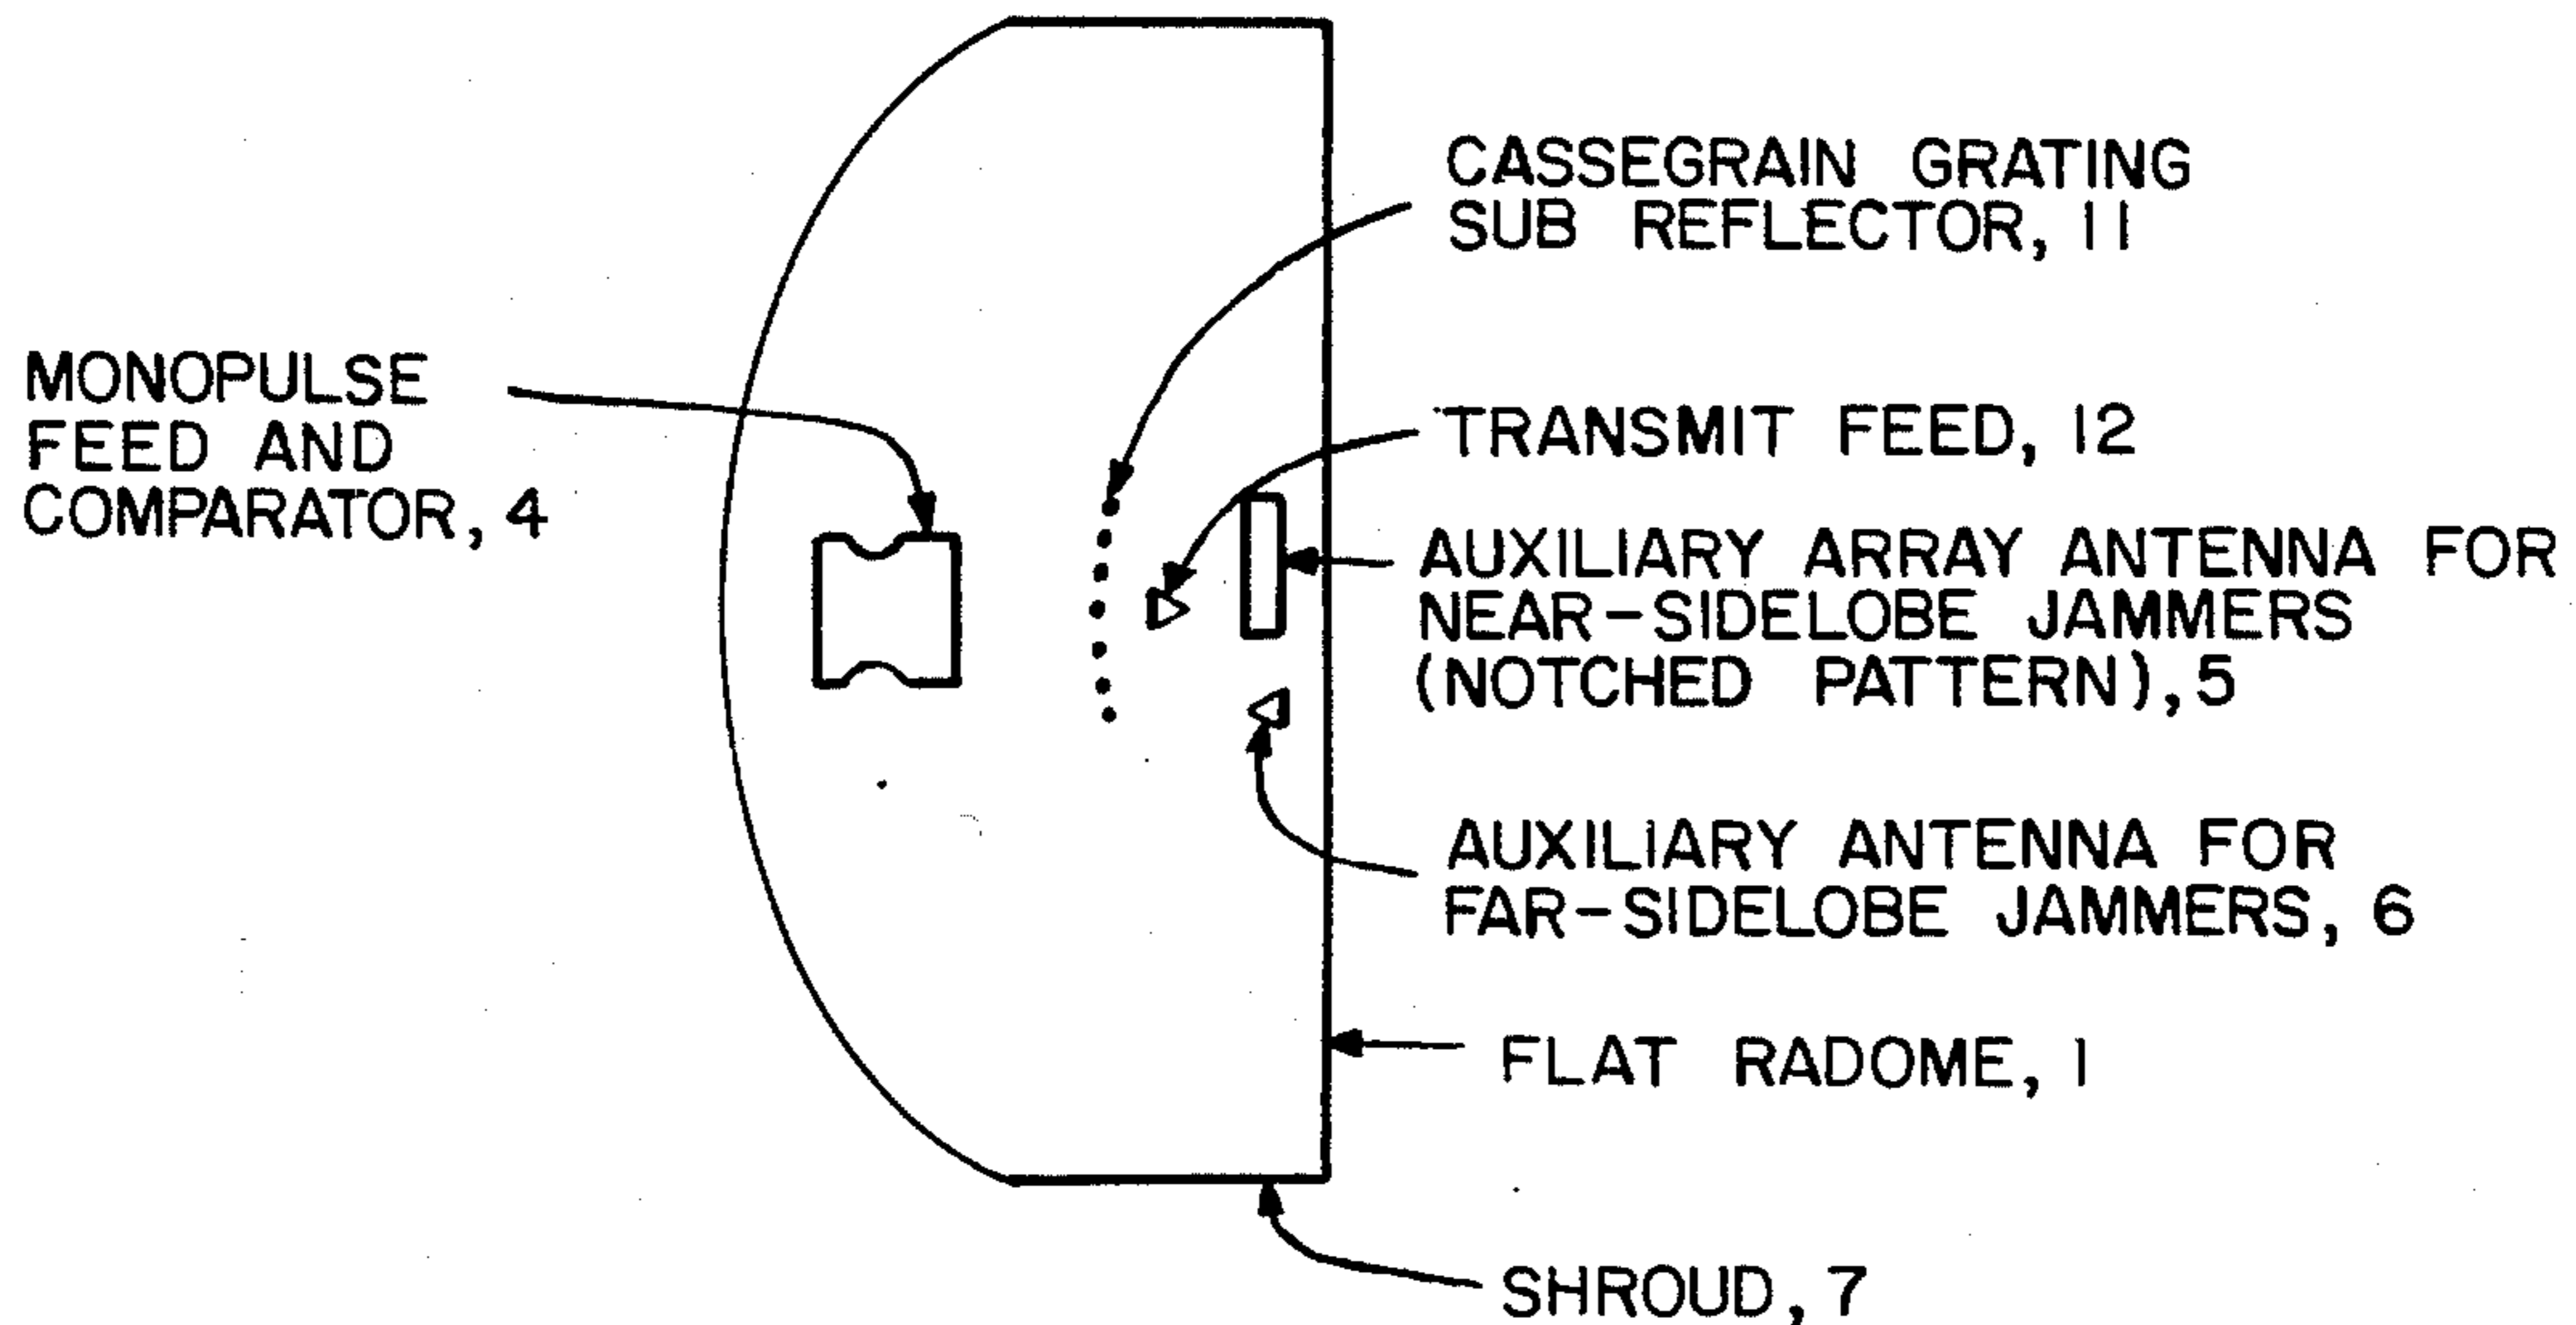 CASSEGRAIN GRATING
SUB REFLECTOR, 11
MONOPULSE
FEED AND
COMPARATOR, 4
TRANSMIT FEED, 12
AUXILIARY ARRAY ANTENNA FOR
NEAR-SIDELOBE JAMMERS
(NOTCHED PATTERN), 5
AUXILIARY ANTENNA FOR
FAR-SIDELOBE JAMMERS, 6
FLAT RADOME, 1
SHROUD, 7